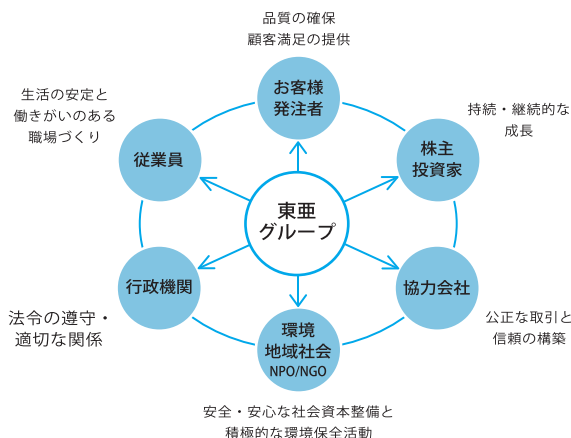 品質の確保
顧客満足の提供
お客様
発注者
持続・継続的な
成長
株主
投資家
協力会社
公正な取引と
信頼の構築
環境
地域社会
NPO/NGO
安全・安心な社会資本整備と
積極的な環境保全活動
行政機関
法令の遵守・
適切な関係
従業員
生活の安定と
働きがいのある
職場づくり
東亜
グループ